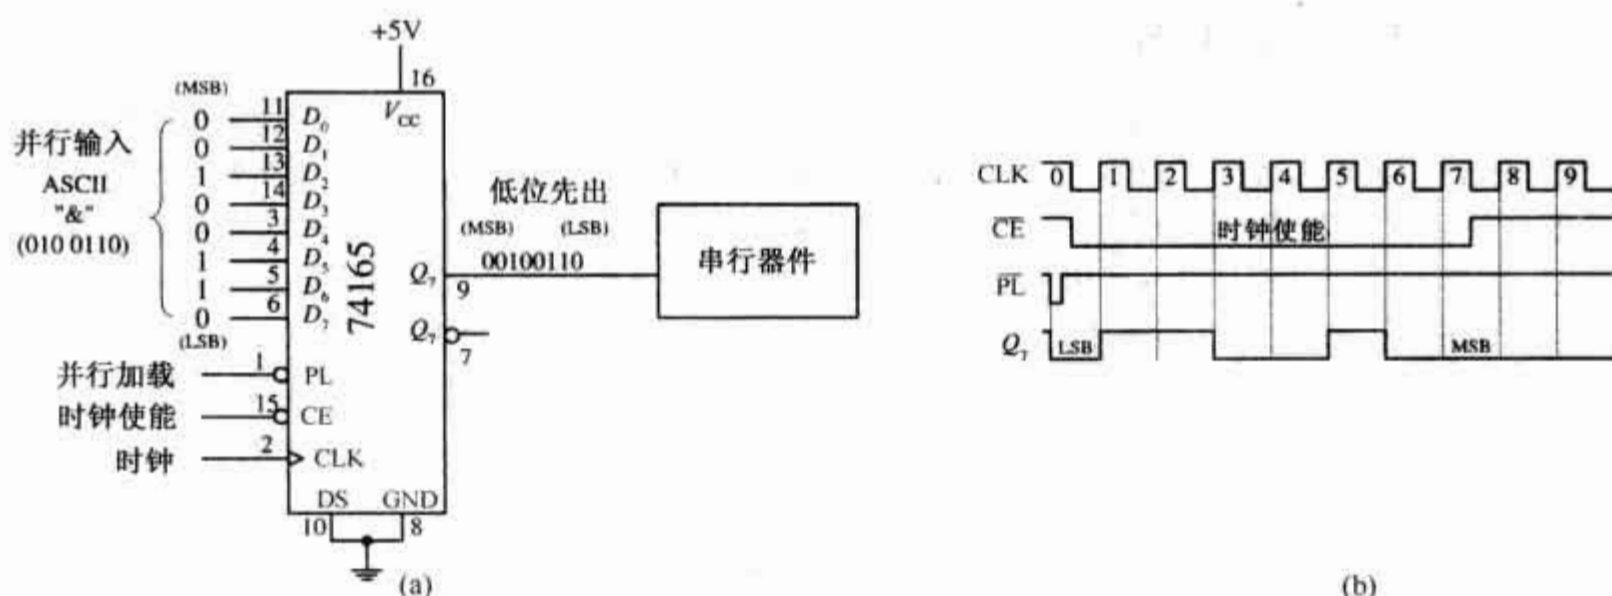 +5V
16
(MSB)
并行输入
ASCII
"&"
(010 0110)
0 11 D₀ V_CC
0 12 D₁
1 13 D₂
0 14 D₃
0 3 D₄
1 4 D₅
1 5 D₆
0 6 D₇
(LSB)
74165
低位先出
(MSB) (LSB)
Q₇ 00100110
9
串行器件
Q₇
7
并行加载 1 PL
时钟使能 15 CE
时钟 2 CLK
DS GND
10 8
(a)
CLK 0 1 2 3 4 5 6 7 8 9
C̅E̅ 时钟使能
P̅L̅
Q₇ LSB MSB
(b)